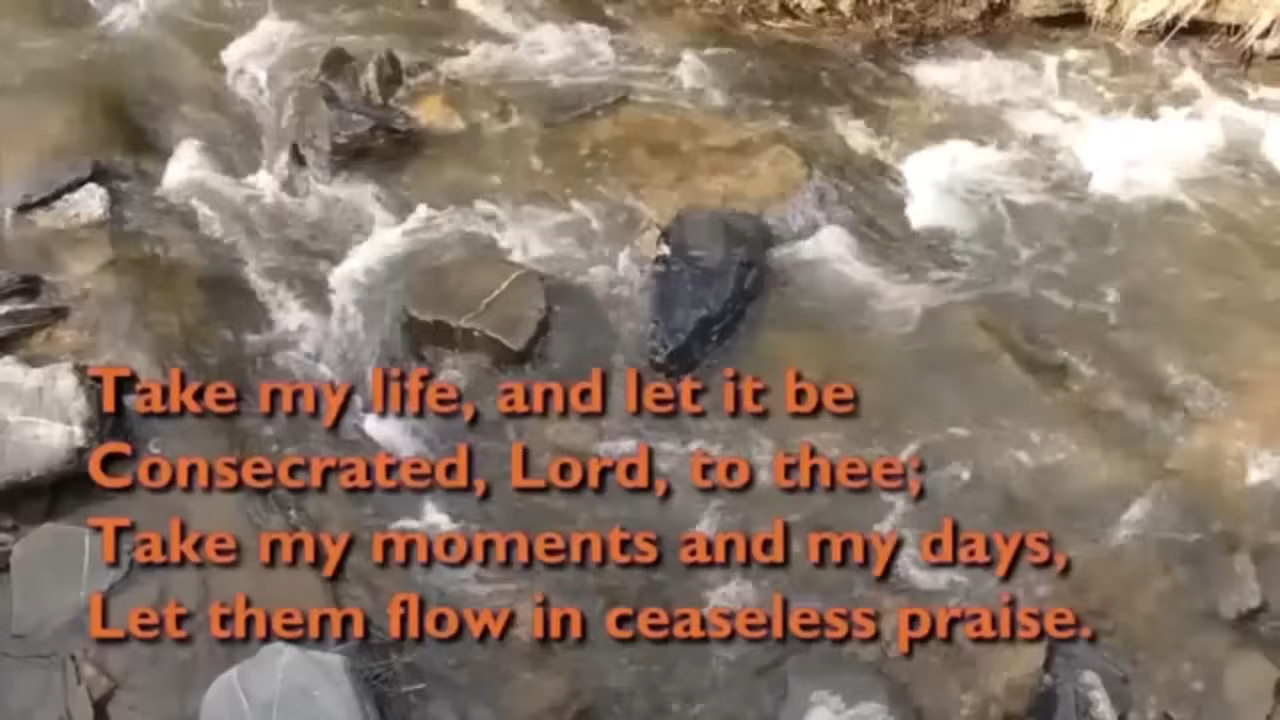 Take my life, and let it be
Consecrated, Lord, to thee;
Take my moments and my days,
Let them flow in ceaseless praise.